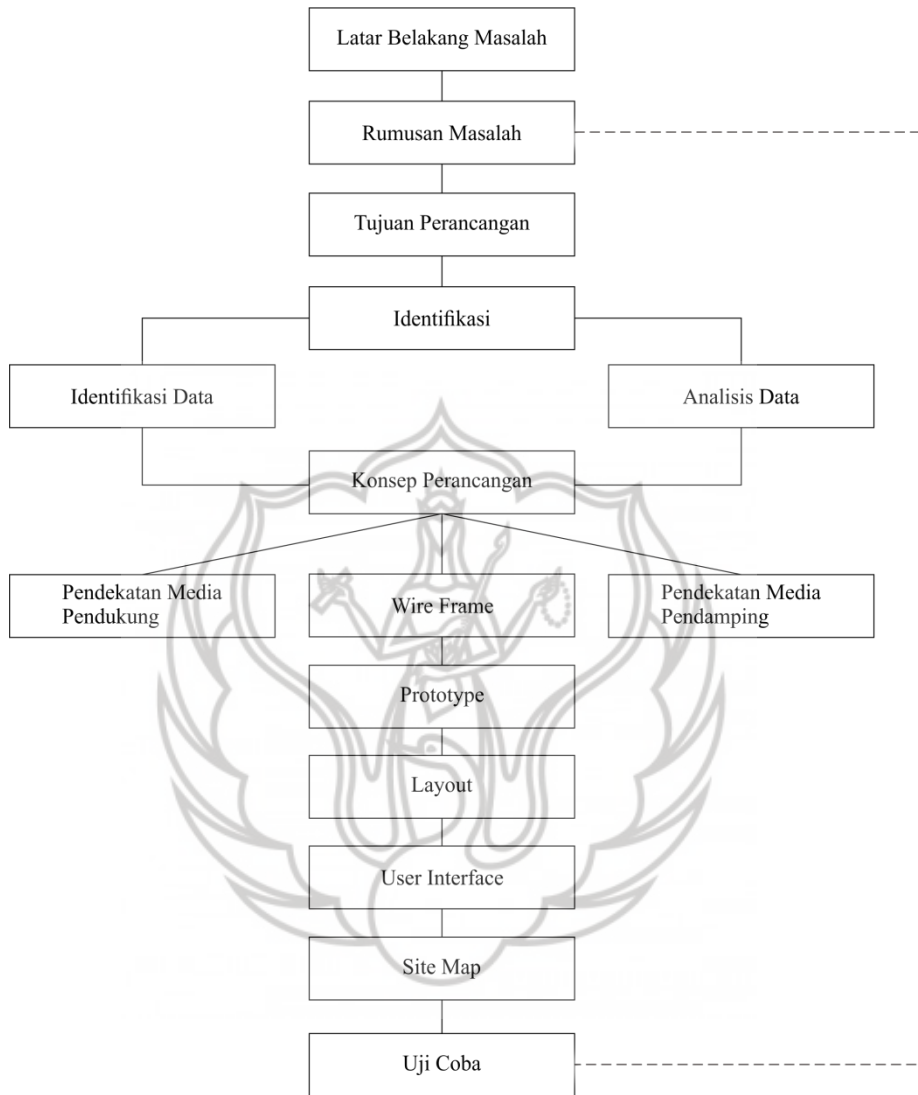 Latar Belakang Masalah
Rumusan Masalah
Tujuan Perancangan
Identifikasi
Identifikasi Data
Analisis Data
Konsep Perancangan
Pendekatan Media
Pendukung
Wire Frame
Pendekatan Media
Pendamping
Prototype
Layout
User Interface
Site Map
Uji Coba